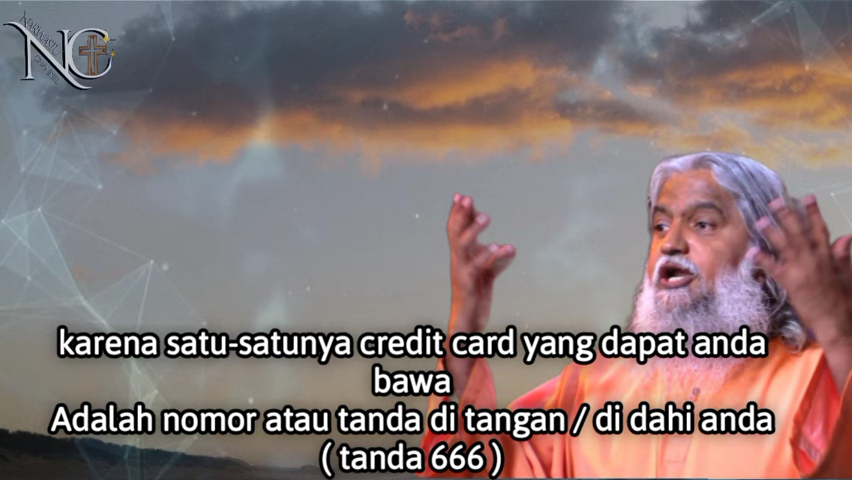 NC
karena satu-satunya credit card yang dapat anda
bawa
Adalah nomor atau tanda di tangan / di dahi anda
( tanda 666 )